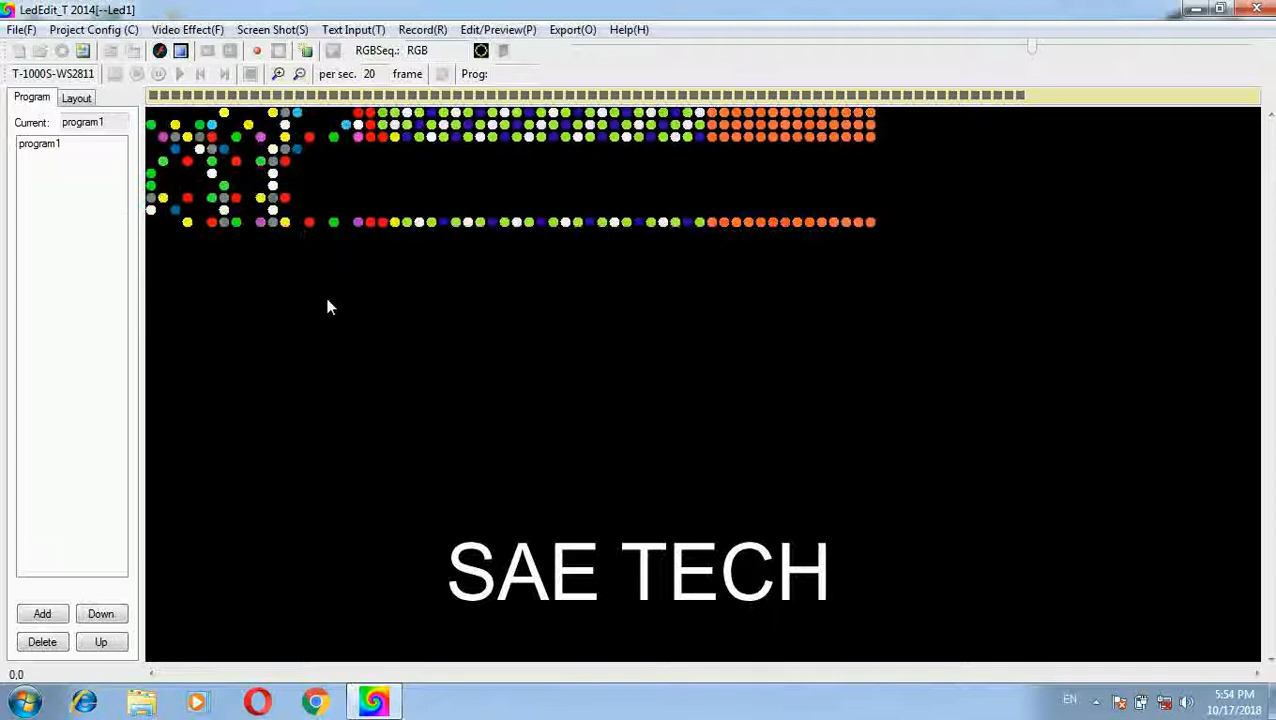 LedEdit_T 2014[--Led1]
File(F) Project Config (C) Video Effect(F) Screen Shot(S) Text Input(T) Record(R) Edit/Preview(P) Export(O) Help(H)
RGBSeq.: RGB
T-1000S-WS2811 per sec. 20 frame Prog:
Program Layout
Current: program1
program1
SAE TECH
Add Down
Delete Up
0,0
EN 5:54 PM
10/17/2018